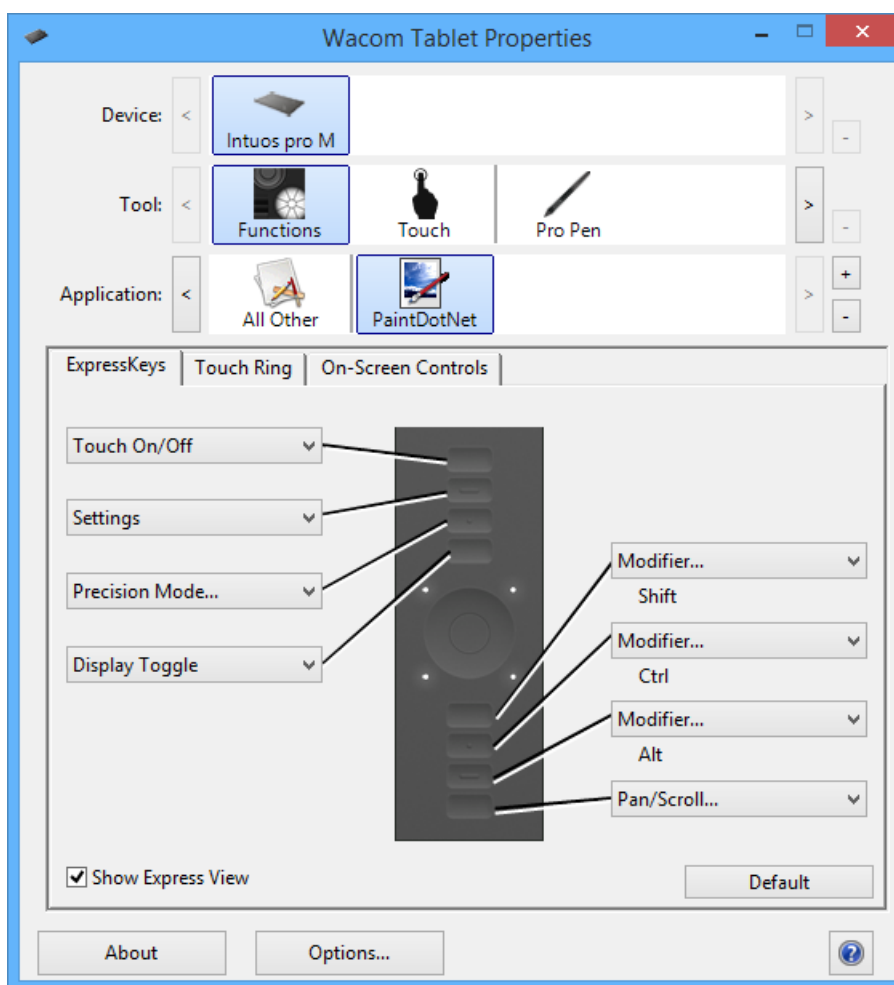 Wacom Tablet Properties
Device:
Intuos pro M
Tool:
Functions
Touch
Pro Pen
Application:
All Other
PaintDotNet
ExpressKeys
Touch Ring
On-Screen Controls
Touch On/Off
Settings
Precision Mode...
Display Toggle
Modifier...
Shift
Modifier...
Ctrl
Modifier...
Alt
Pan/Scroll...
Show Express View
Default
About
Options...